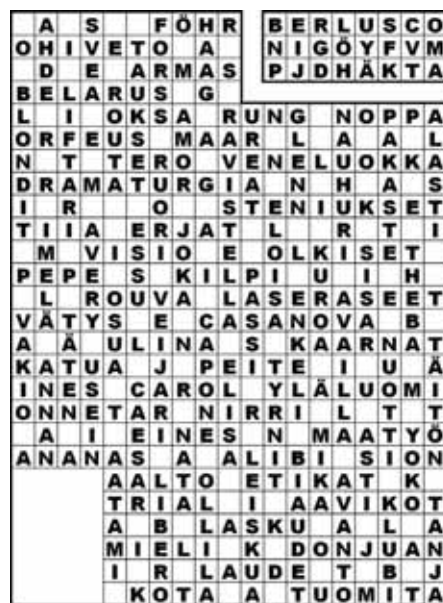 A S FÖHR BERLUSCO
OHIVETO A NIGÖYFVM
D E ARMAS PJDHÄKTA
BELARUS G
L I OKSA RUNG NOPPA
ORFEUS MAAR L A A L
N T TERO VENELUOKKA
DRAMATURGIA N H A S
I R O STENIUKSET
TIIA ERJAT L R T I
M VISIO E OLKISET
PEPE S KILPI U I H
L ROUVA LASERASEET
VÄTYS E CASANOVA B
A Ä ULINA S KAARNAT
KATUA J PEITE I U Ä
INES CAROL YLÄLUOMI
ONNETAR NIRRI L T T
A I EINES N MAATYÖ
ANANAS A ALIBI SION
AALTO ETIKAT K
TRIAL I AAVIKOT
A B LASKU A L A
MIELI K DONJUAN
I R LAUDE T B J
KOTA A TUOMITA